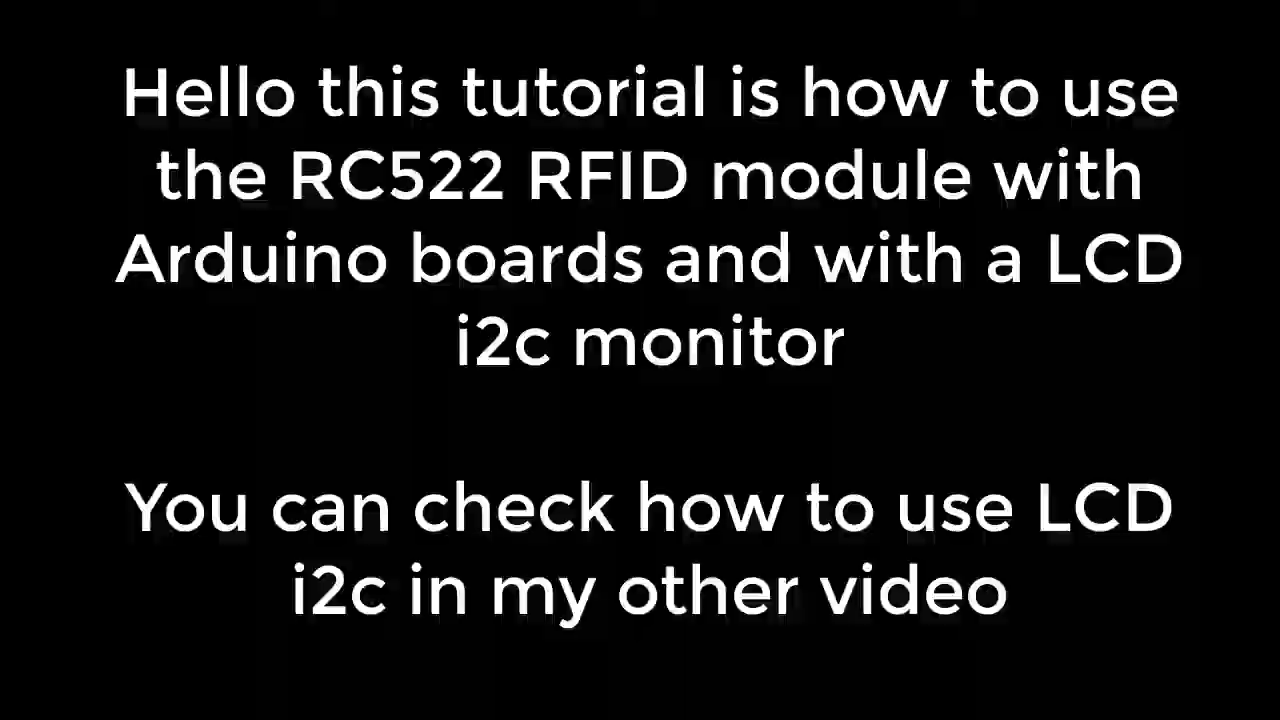 Hello this tutorial is how to use
the RC522 RFID module with
Arduino boards and with a LCD
i2c monitor
You can check how to use LCD
i2c in my other video